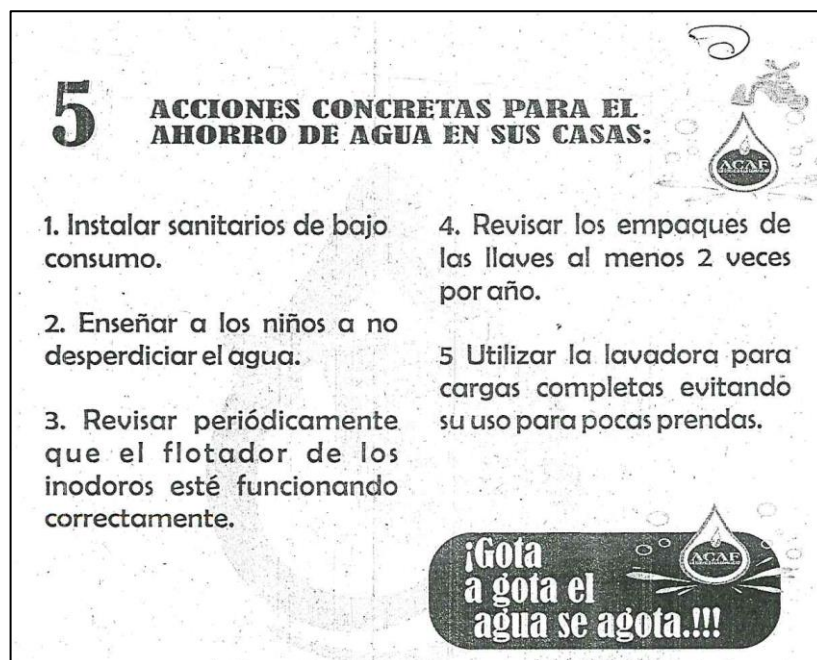 5 ACCIONES CONCRETAS PARA EL
AHORRO DE AGUA EN SUS CASAS:
ACAF
1. Instalar sanitarios de bajo
consumo.
2. Enseñar a los niños a no
desperdiciar el agua.
3. Revisar periódicamente
que el flotador de los
inodoros esté funcionando
correctamente.
4. Revisar los empaques de
las llaves al menos 2 veces
por año.
5 Utilizar la lavadora para
cargas completas evitando
su uso para pocas prendas.
¡Gota
a gota el
agua se agota.!!!
ACAF